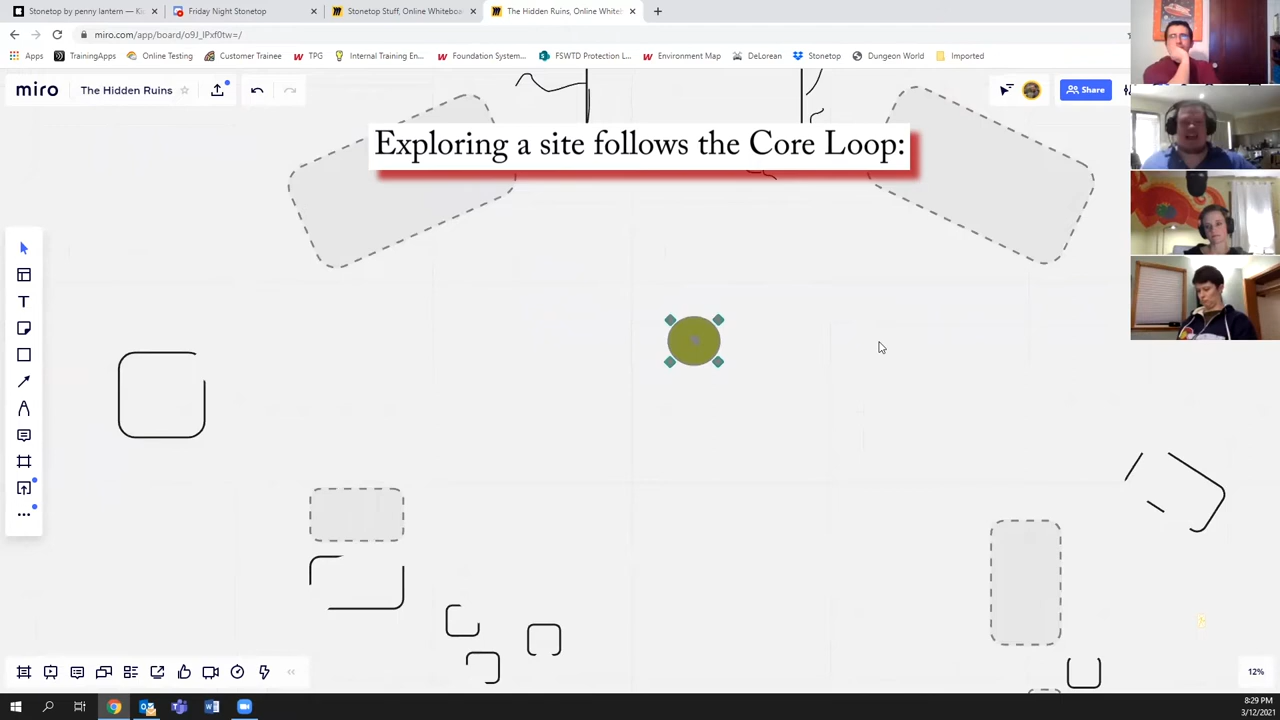 Stonetop by penny lantern — Ki
Friday Night Stonetop
Stonetop Stuff, Online Whiteboa
The Hidden Ruins, Online Whiteb
miro.com/app/board/o9J_lPxf0tw=/
Apps
TrainingApps
Online Testing
Customer Trainee
TPG
Internal Training En...
Foundation System...
FSWTD Protection L...
Environment Map
DeLorean
Stonetop
Dungeon World
Imported
miro
The Hidden Ruins
Share
Exploring a site follows the Core Loop:
12%
8:29 PM
3/12/2021